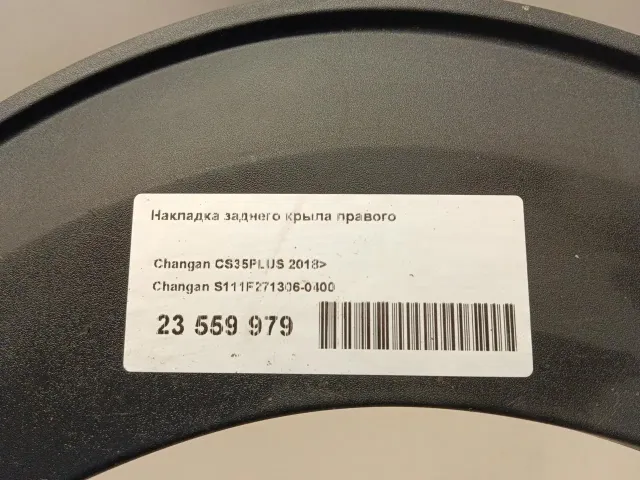 Накладка заднего крыла правого
Changan CS35PLUS 2018>
Changan S111F271306-0400
23 559 979